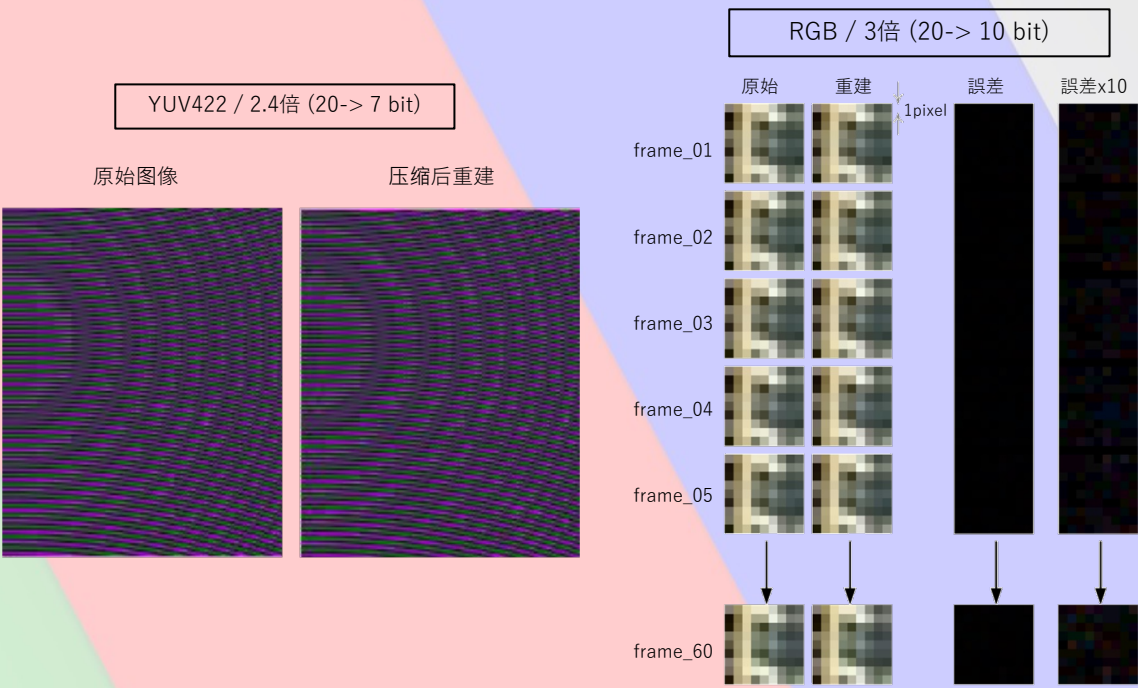 YUV422 / 2.4倍 (20-> 7 bit)
原始图像 压缩后重建
RGB / 3倍 (20-> 10 bit)
原始 重建 誤差 誤差x10
1pixel
frame_01
frame_02
frame_03
frame_04
frame_05
frame_60